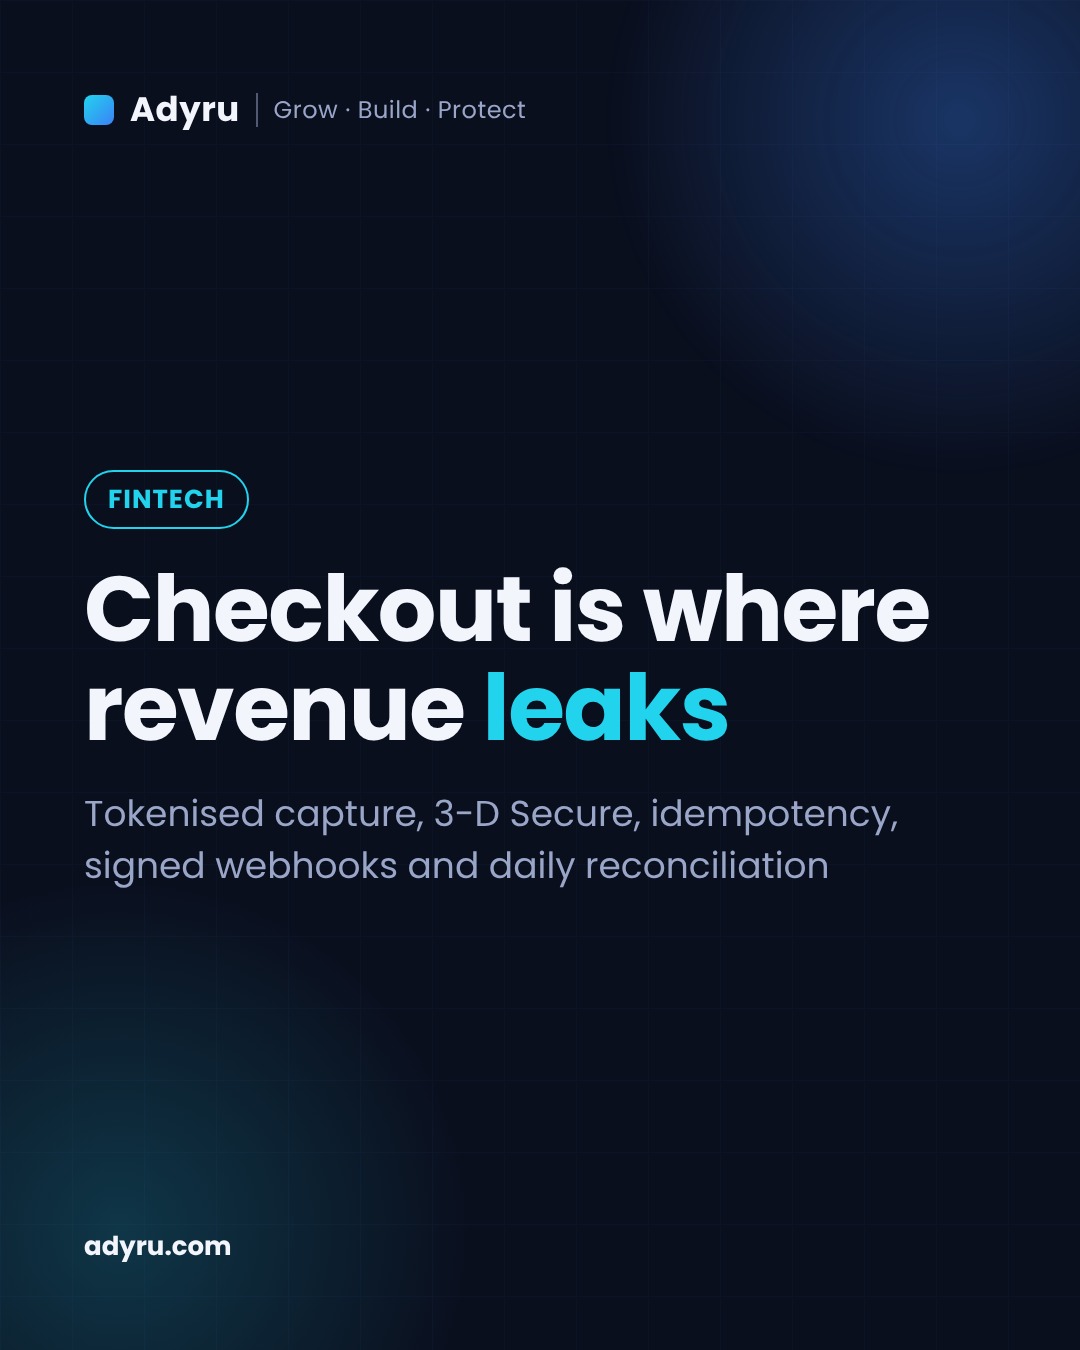 Adyru | Grow · Build · Protect
FINTECH
Checkout is where
revenue leaks
Tokenised capture, 3-D Secure, idempotency,
signed webhooks and daily reconciliation
adyru.com